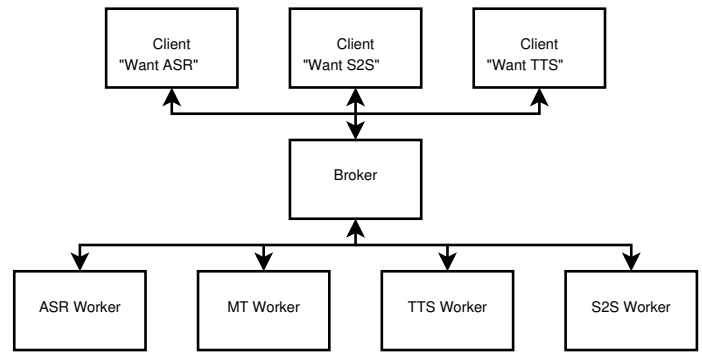 Client
"Want ASR"
Client
"Want S2S"
Client
"Want TTS"
Broker
ASR Worker
MT Worker
TTS Worker
S2S Worker